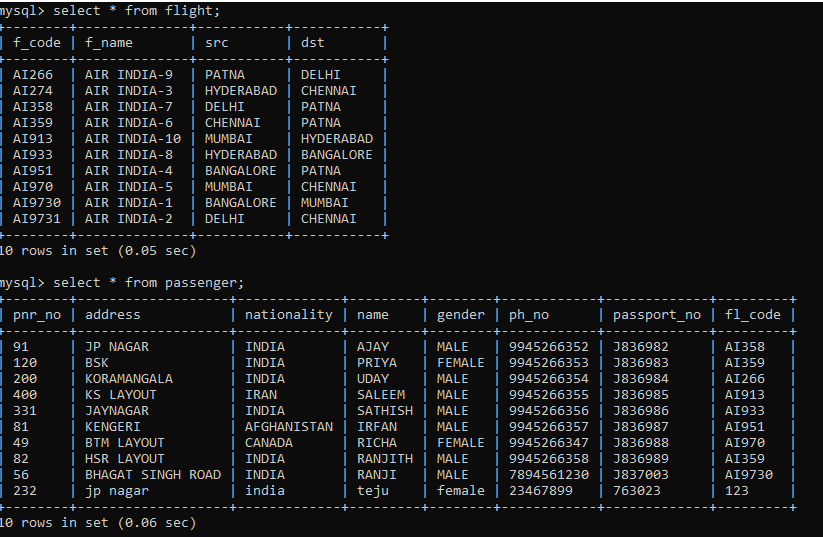 mysql> select * from flight;
+--------+--------------+-----------+-----------+
| f_code | f_name       | src       | dst       |
+--------+--------------+-----------+-----------+
| AI266  | AIR INDIA-9  | PATNA     | DELHI     |
| AI274  | AIR INDIA-3  | HYDERABAD | CHENNAI   |
| AI358  | AIR INDIA-7  | DELHI     | PATNA     |
| AI359  | AIR INDIA-6  | CHENNAI   | PATNA     |
| AI913  | AIR INDIA-10 | MUMBAI    | HYDERABAD |
| AI933  | AIR INDIA-8  | HYDERABAD | BANGALORE |
| AI951  | AIR INDIA-4  | BANGALORE | PATNA     |
| AI970  | AIR INDIA-5  | MUMBAI    | CHENNAI   |
| AI9730 | AIR INDIA-1  | BANGALORE | MUMBAI    |
| AI9731 | AIR INDIA-2  | DELHI     | CHENNAI   |
+--------+--------------+-----------+-----------+
10 rows in set (0.05 sec)
mysql> select * from passenger;
+--------+-------------------+-------------+---------+--------+------------+-------------+---------+
| pnr_no | address           | nationality | name    | gender | ph_no      | passport_no | fl_code |
+--------+-------------------+-------------+---------+--------+------------+-------------+---------+
| 91     | JP NAGAR          | INDIA       | AJAY    | MALE   | 9945266352 | J836982     | AI358   |
| 120    | BSK               | INDIA       | PRIYA   | FEMALE | 9945266353 | J836983     | AI359   |
| 200    | KORAMANGALA       | INDIA       | UDAY    | MALE   | 9945266354 | J836984     | AI266   |
| 400    | KS LAYOUT         | IRAN        | SALEEM  | MALE   | 9945266355 | J836985     | AI913   |
| 331    | JAYNAGAR          | INDIA       | SATHISH | MALE   | 9945266356 | J836986     | AI933   |
| 81     | KENGERI           | AFGHANISTAN | IRFAN   | MALE   | 9945266357 | J836987     | AI951   |
| 49     | BTM LAYOUT        | CANADA      | RICHA   | FEMALE | 9945266347 | J836988     | AI970   |
| 82     | HSR LAYOUT        | INDIA       | RANJITH | MALE   | 9945266358 | J836989     | AI359   |
| 56     | BHAGAT SINGH ROAD | INDIA       | RANJI   | MALE   | 7894561230 | J837003     | AI9730  |
| 232    | jp nagar          | india       | teju    | female | 23467899   | 763023      | 123     |
+--------+-------------------+-------------+---------+--------+------------+-------------+---------+
10 rows in set (0.06 sec)